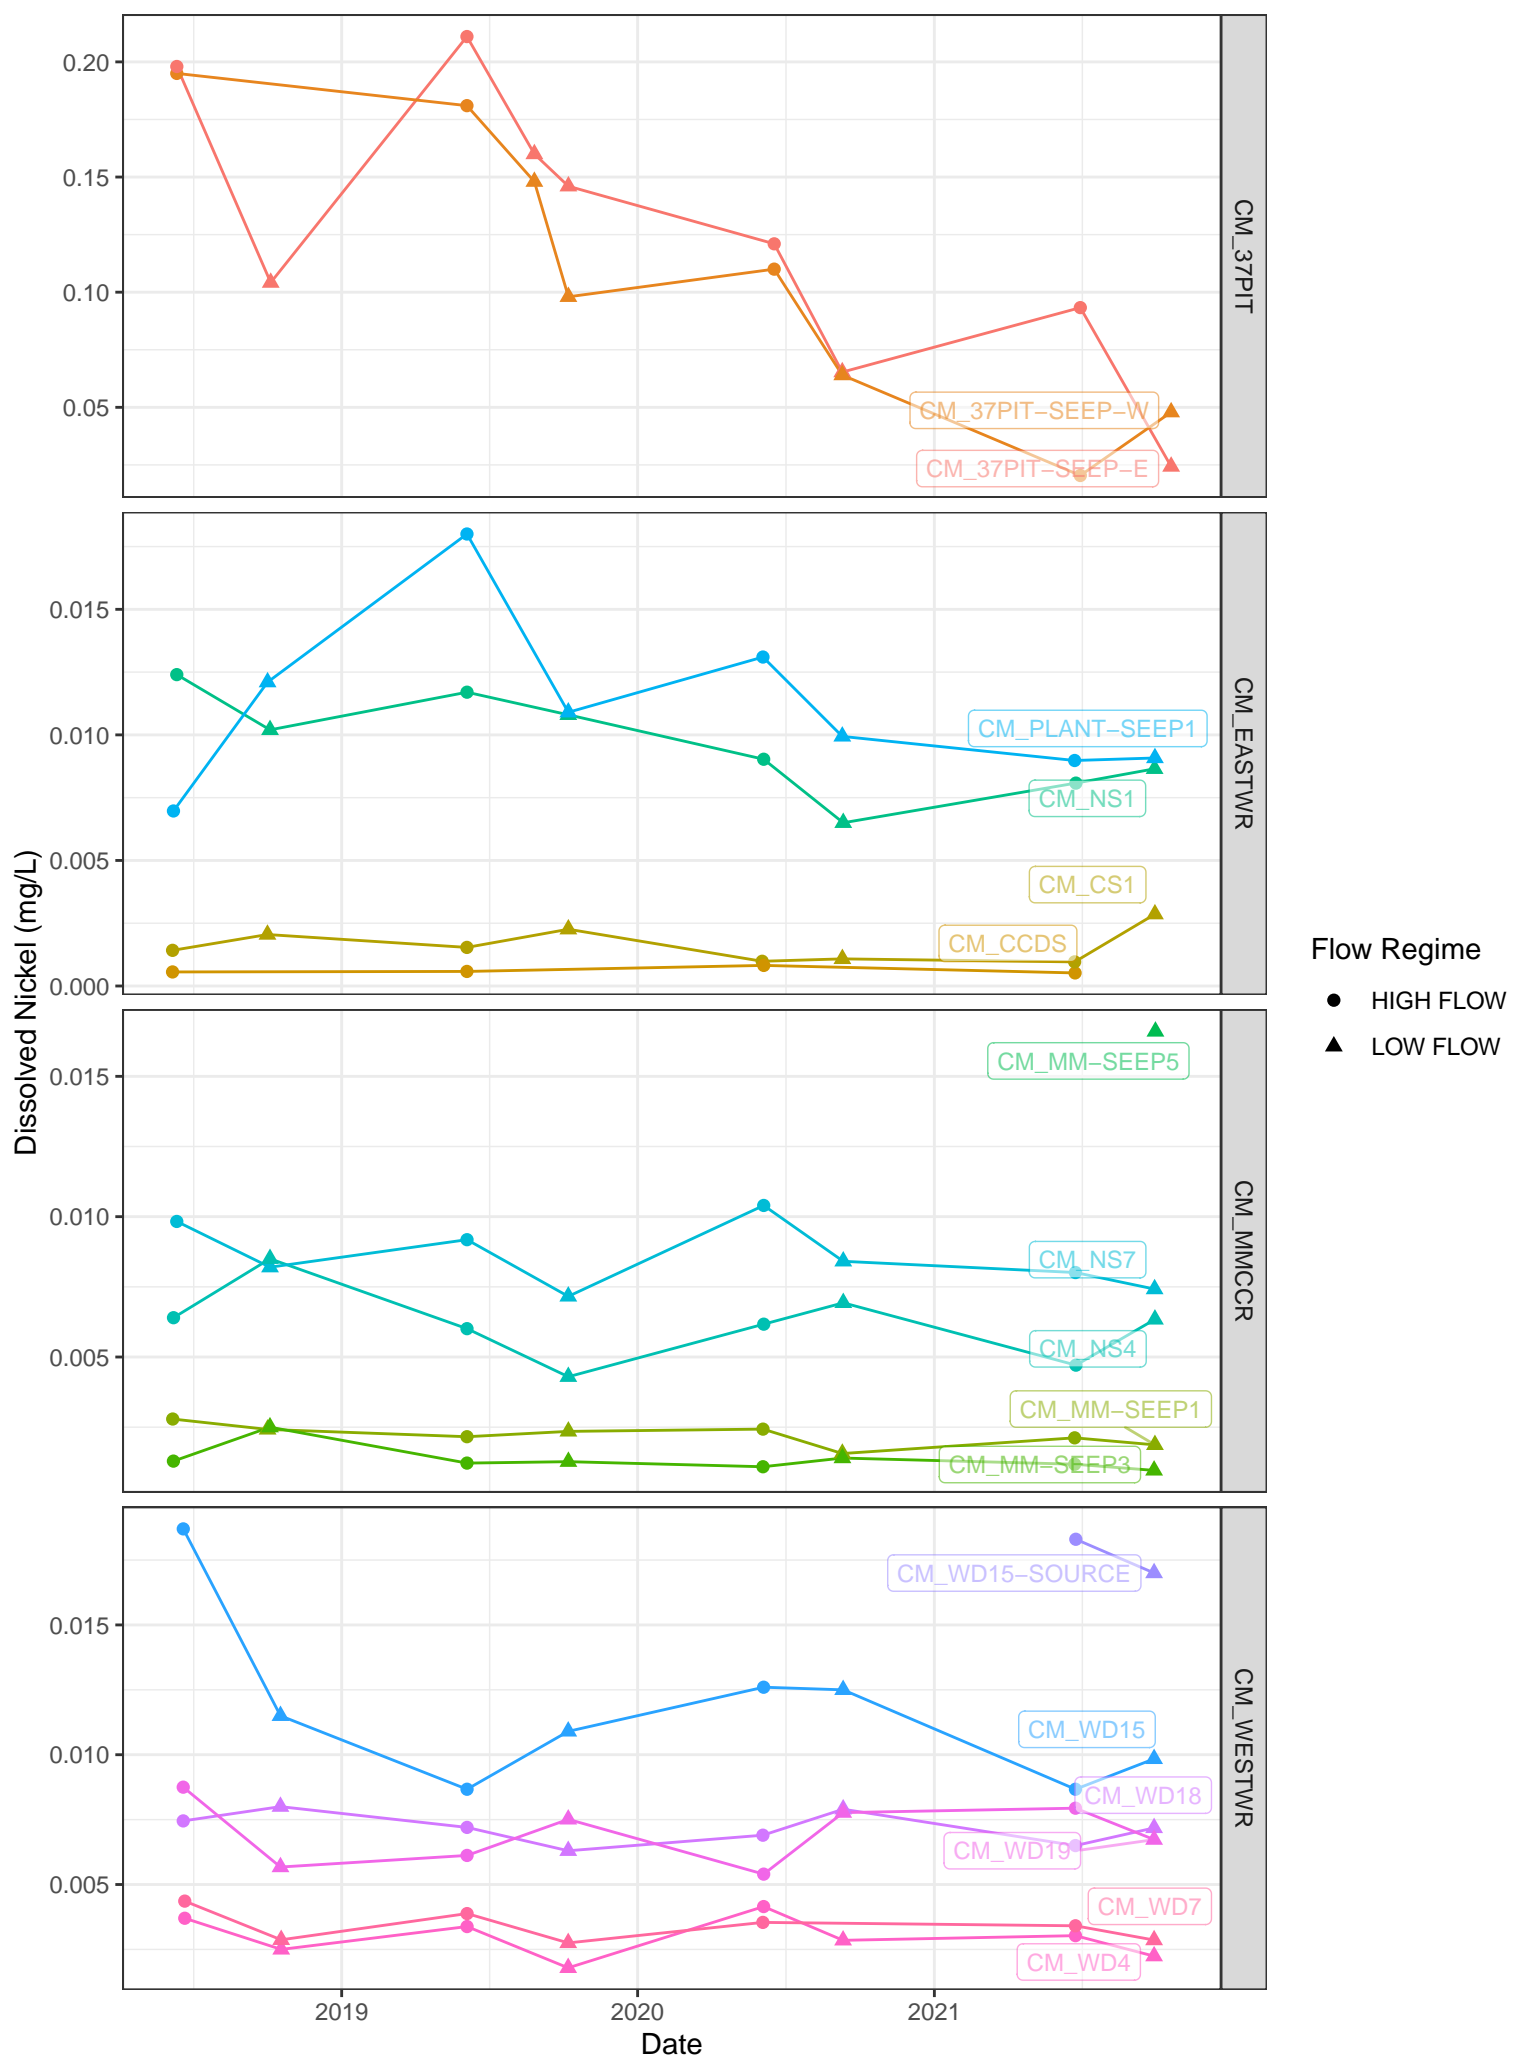 0.20
0.15
0.10
0.05
CM_37PIT−SEEP−W
CM_37PIT−SEEP−E
CM_37PIT
0.015
0.010
0.005
0.000
CM_PLANT−SEEP1
CM_NS1
CM_CS1
CM_CCDS
CM_EASTWR
Dissolved Nickel (mg/L)
0.015
0.010
0.005
CM_MM−SEEP5
CM_NS7
CM_NS4
CM_MM−SEEP1
CM_MM−SEEP3
CM_MMCCR
0.015
0.010
0.005
CM_WD15−SOURCE
CM_WD15
CM_WD18
CM_WD19
CM_WD7
CM_WD4
CM_WESTWR
2019
2020
2021
Date
Flow Regime
HIGH FLOW
LOW FLOW